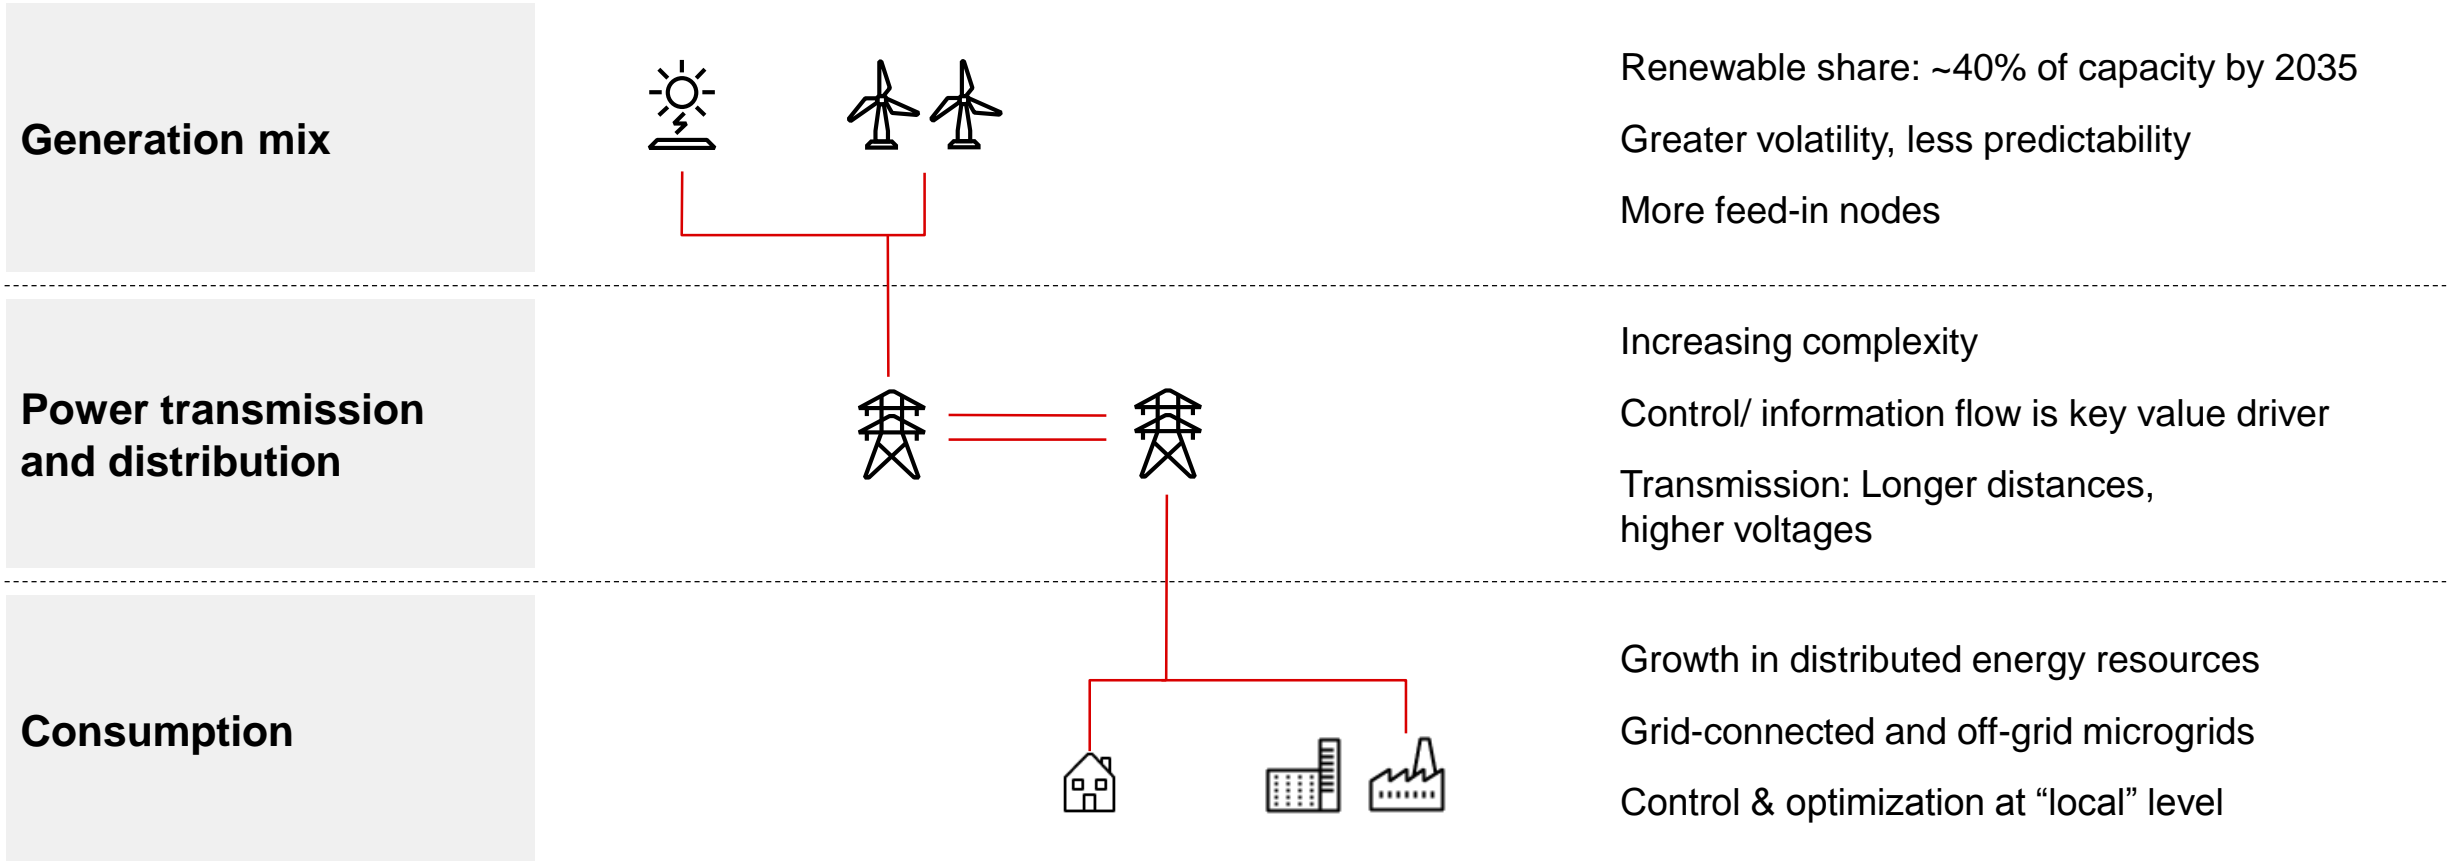 Generation mix
Renewable share: ~40% of capacity by 2035
Greater volatility, less predictability
More feed-in nodes
Power transmission
and distribution
Increasing complexity
Control/ information flow is key value driver
Transmission: Longer distances,
higher voltages
Consumption
Growth in distributed energy resources
Grid-connected and off-grid microgrids
Control & optimization at “local” level